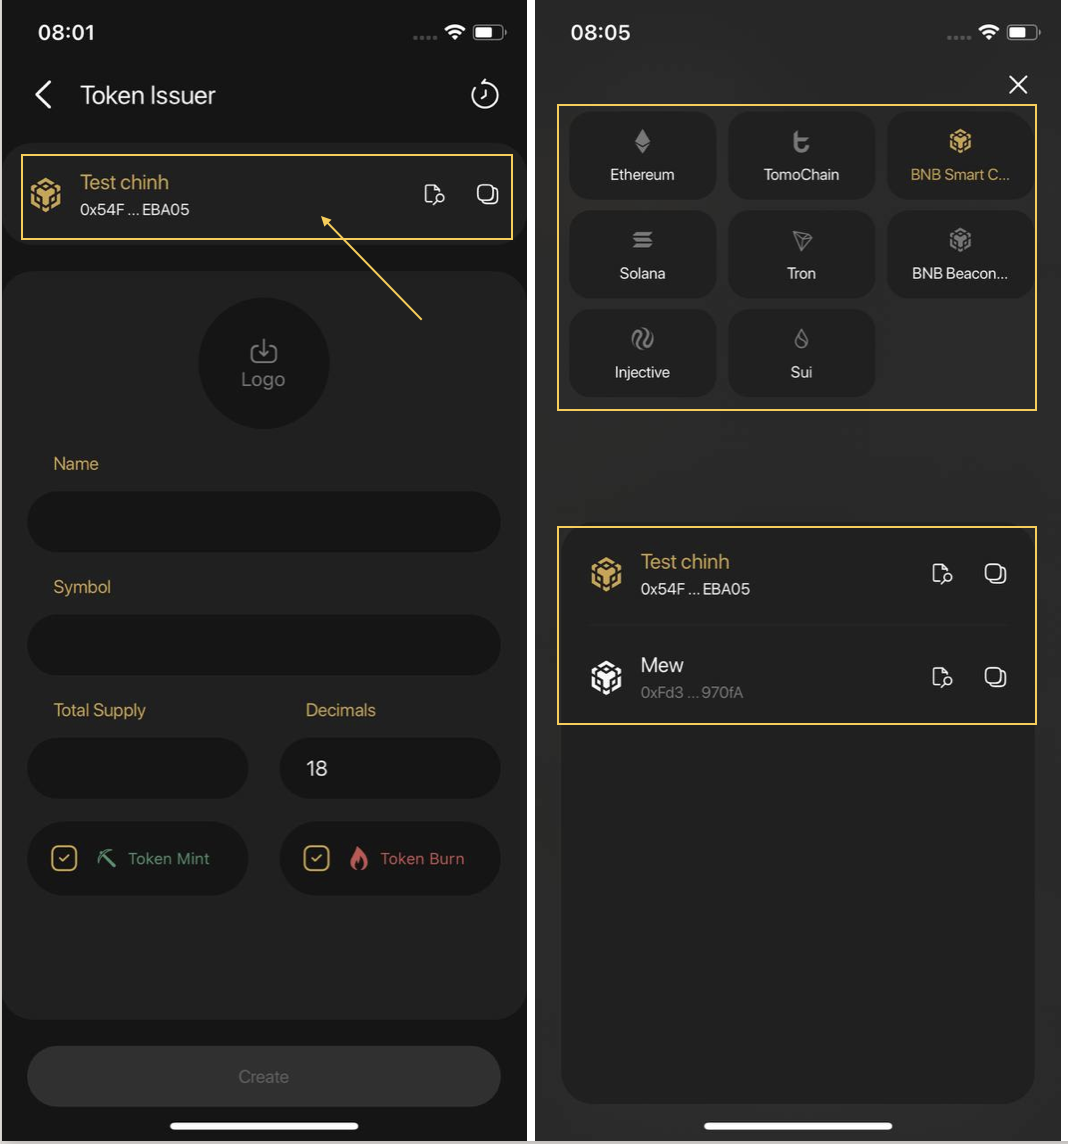 08:01
Token Issuer
Test chinh
0x54F ... EBA05
Logo
Name
Symbol
Total Supply
Decimals
18
Token Mint
Token Burn
Create
08:05
Ethereum
TomoChain
BNB Smart C...
Solana
Tron
BNB Beacon...
Injective
Sui
Test chinh
0x54F ... EBA05
Mew
0xFd3 ... 970fA